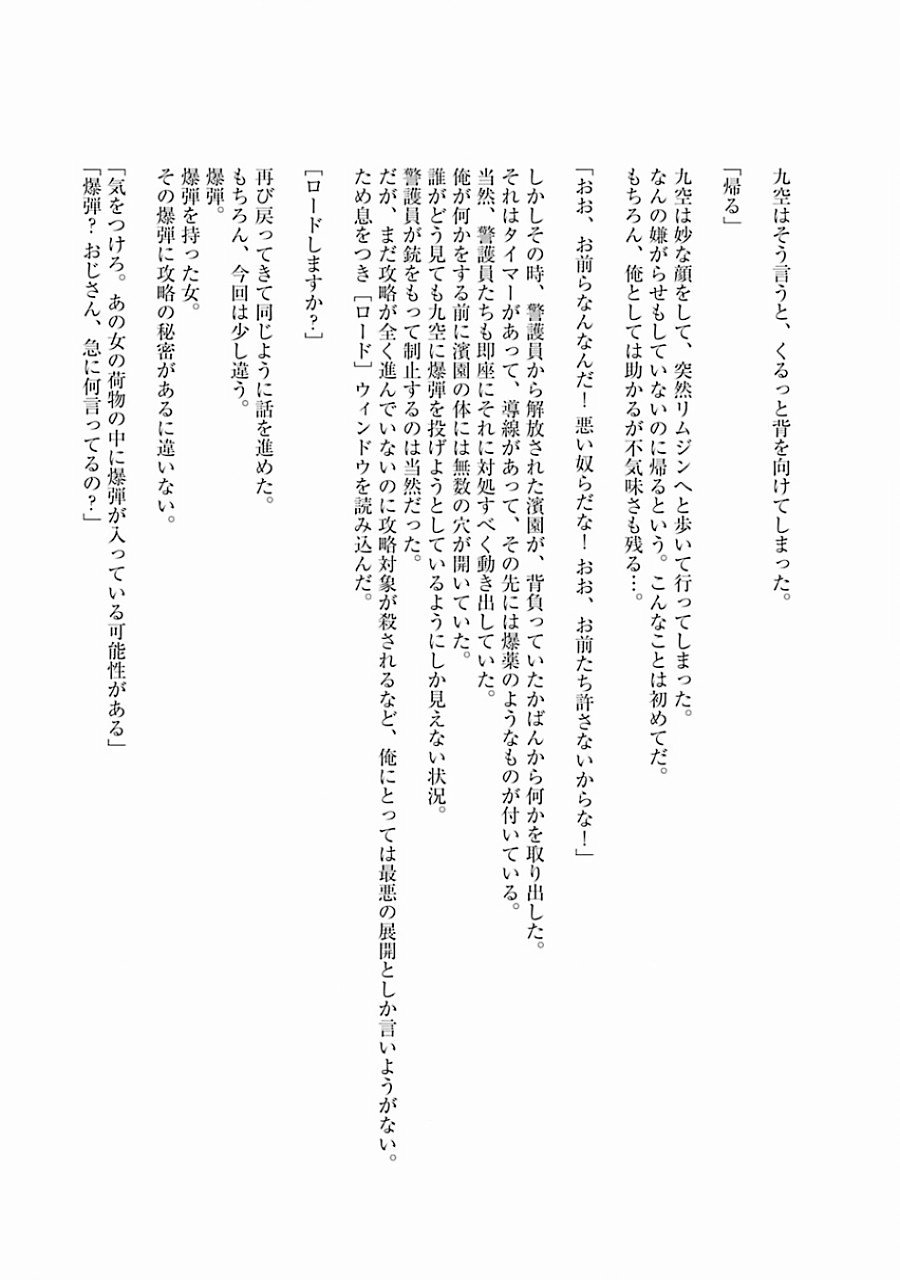 九空はそう言うと、くるっと背を向けてしまった。
「帰る」
九空は妙な顔をして、突然リムジンへと歩いて行ってしまった。
なんの嫌がらせもしていないのに帰るという。こんなことは初めてだ。
もちろん、俺としては助かるが不気味さも残る…。
「おお、お前らなんなんだ！ 悪い奴らだな！ おお、お前たち許さないからな！」
しかしその時、警護員から解放された濱園が、背負っていたかばんから何かを取り出した。
それはタイマーがあって、導線があって、その先には爆薬のようなものが付いている。
当然、警護員たちも即座にそれに対処すべく動き出していた。
俺が何かをする前に濱園の体には無数の穴が開いていた。
誰がどう見ても九空に爆弾を投げようとしているようにしか見えない状況。
警護員が銃をもって制止するのは当然だった。
だが、まだ攻略が全く進んでいないのに攻略対象が殺されるなど、俺にとっては最悪の展開としか言いようがない。
ため息をつき［ロード］ウィンドウを読み込んだ。
［ロードしますか？］
再び戻ってきて同じように話を進めた。
もちろん、今回は少し違う。
爆弾。
爆弾を持った女。
その爆弾に攻略の秘密があるに違いない。
「気をつけろ。あの女の荷物の中に爆弾が入っている可能性がある」
「爆弾？ おじさん、急に何言ってるの？」